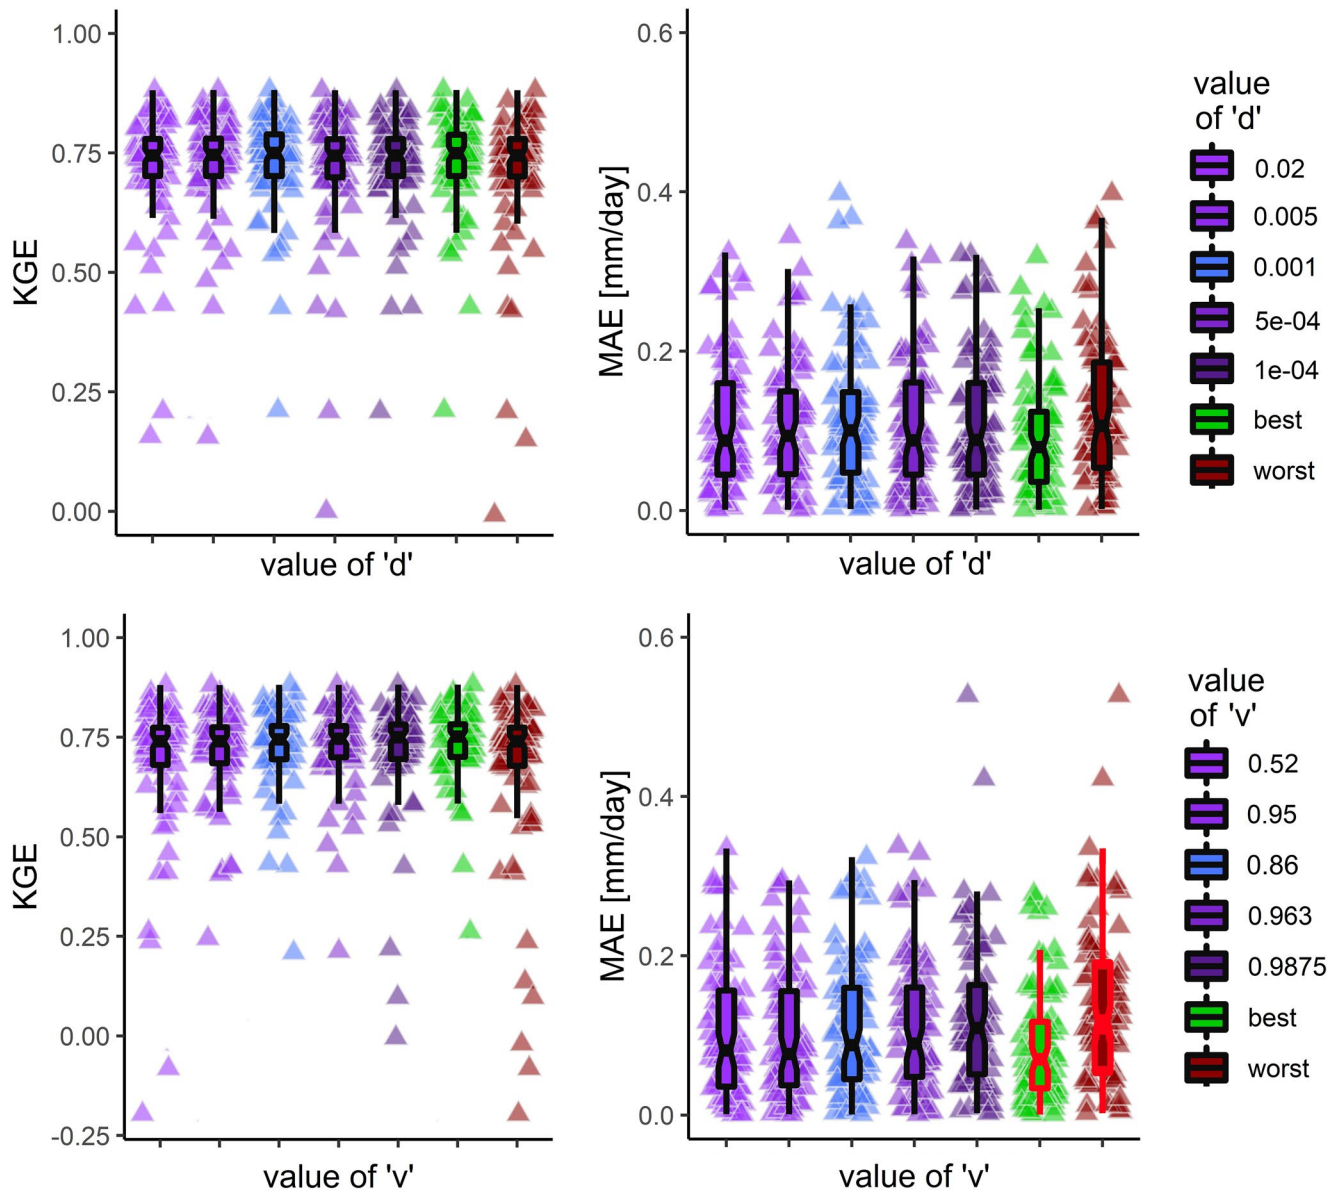 1.00
0.75
0.50
0.25
0.00
KGE
value of 'd'
0.6
0.4
0.2
0.0
MAE [mm/day]
value of 'd'
value
of 'd'
0.02
0.005
0.001
5e-04
1e-04
best
worst
1.00
0.75
0.50
0.25
0.00
-0.25
KGE
value of 'v'
0.6
0.4
0.2
0.0
MAE [mm/day]
value of 'v'
value
of 'v'
0.52
0.95
0.86
0.963
0.9875
best
worst